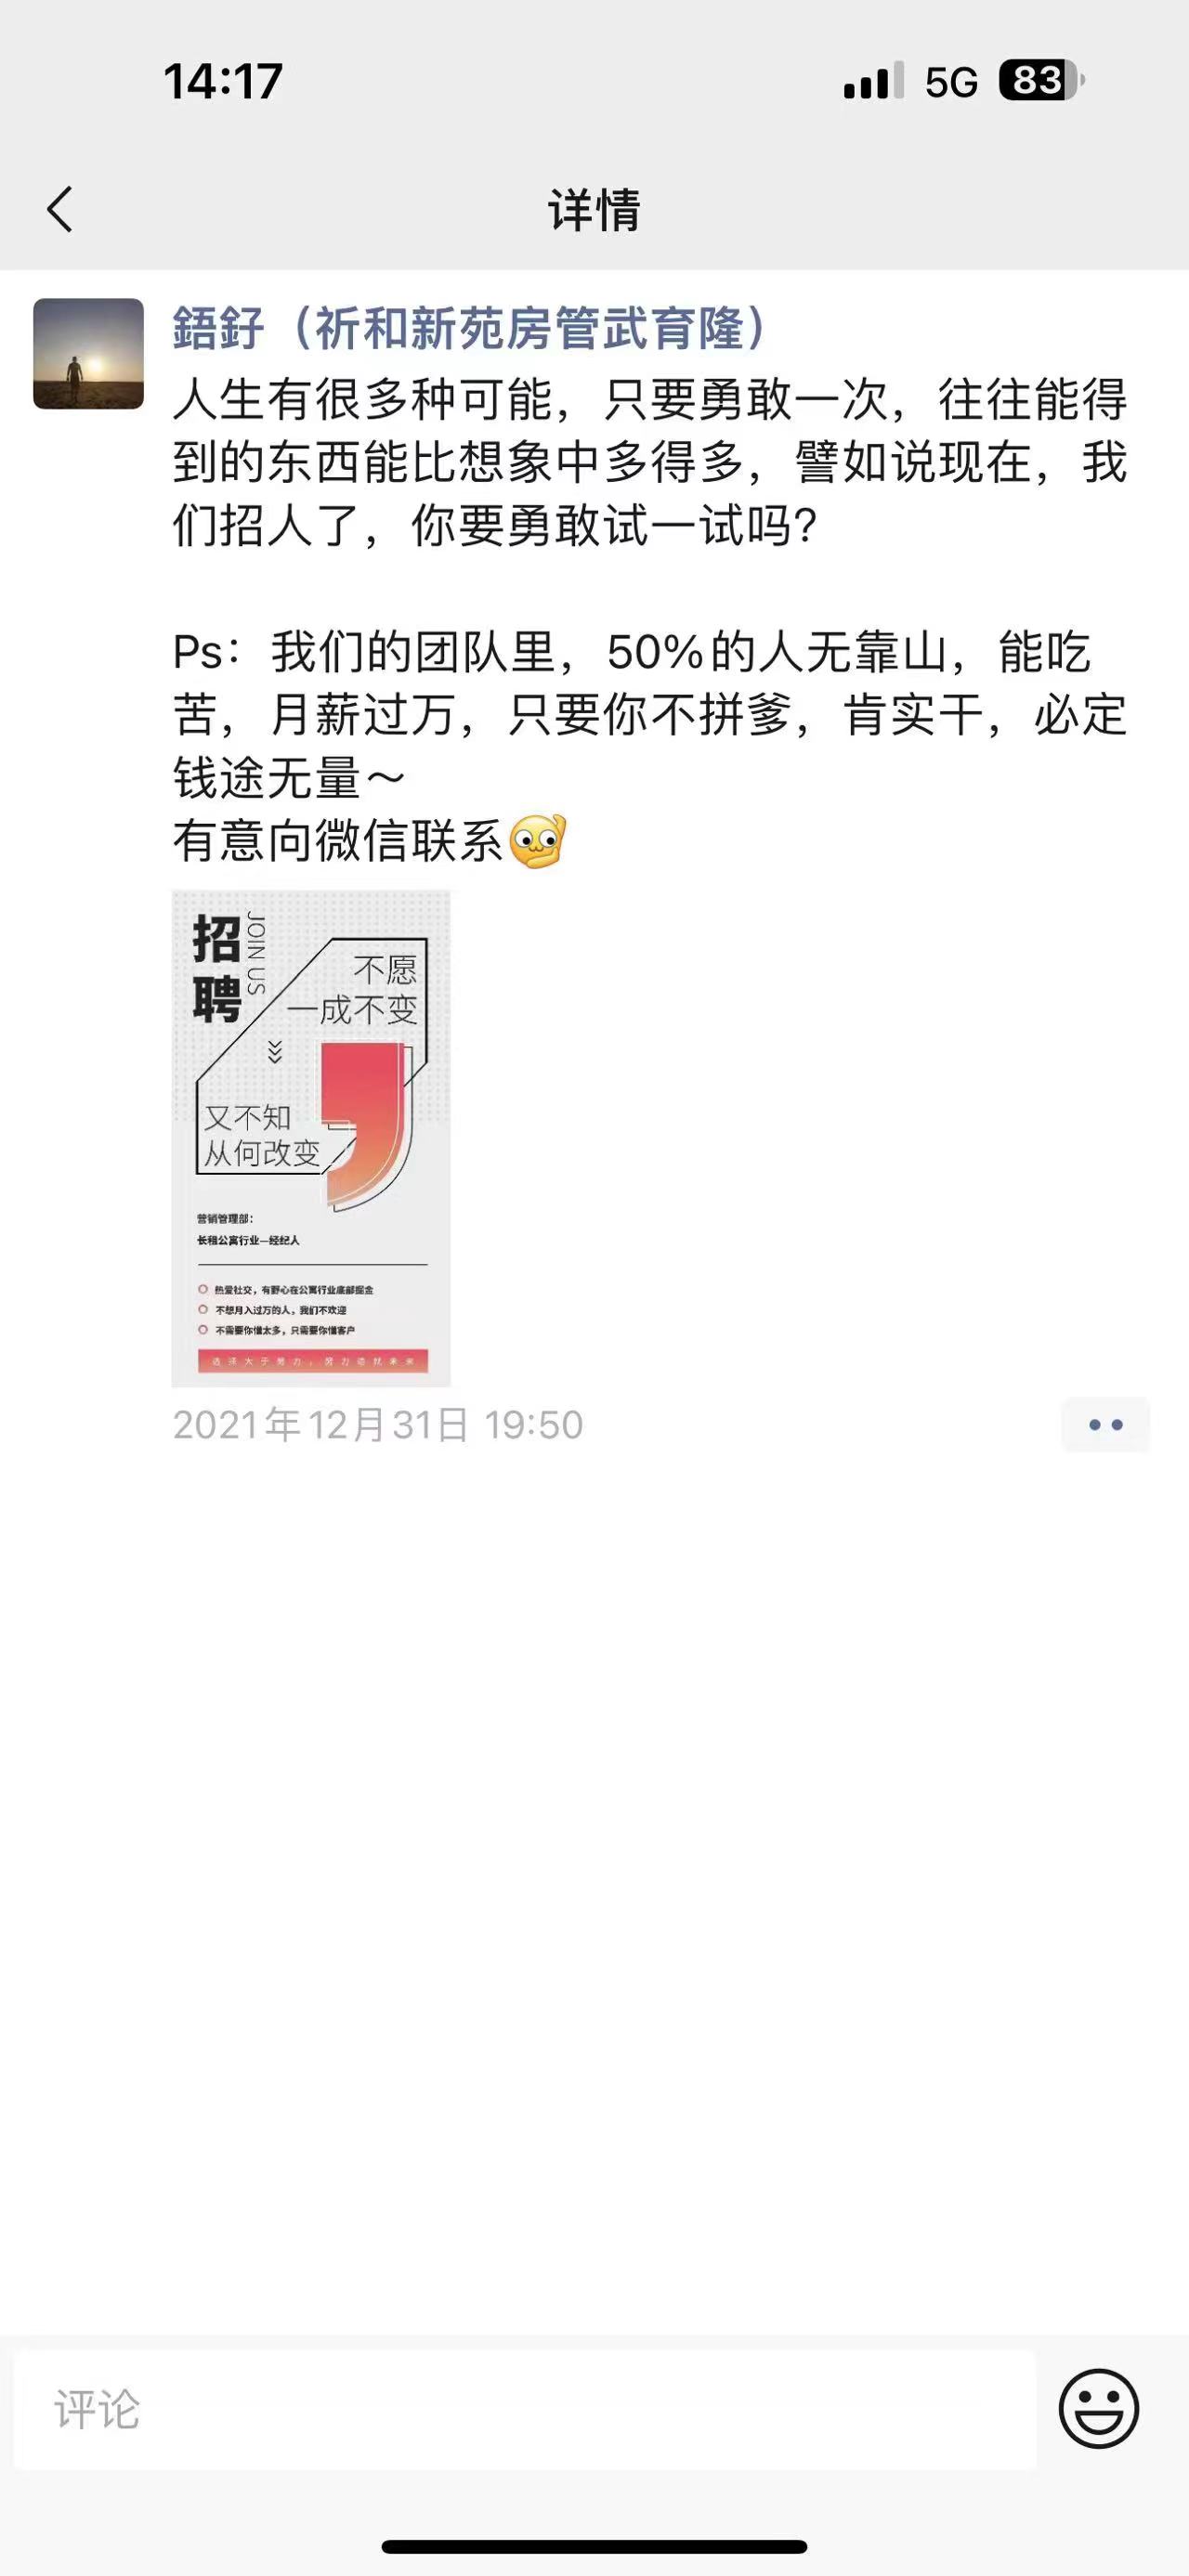 14:17
5G
83
详情
鋙釨（祈和新苑房管武育隆）
人生有很多种可能，只要勇敢一次，往往能得
到的东西能比想象中多得多，譬如说现在，我
们招人了，你要勇敢试一试吗？
Ps：我们的团队里，50%的人无靠山，能吃
苦，月薪过万，只要你不拼爹，肯实干，必定
钱途无量～
有意向微信联系
招聘
JOIN US
不愿
一成不变
又不知
从何改变
营销管理部：
长租公寓行业—经纪人
热爱社交，有野心在公寓行业底部掘金
不想月入过万的人，我们不欢迎
不需要你懂太多，只需要你懂客户
选择大于努力，努力造就未来
2021年12月31日 19:50
评论